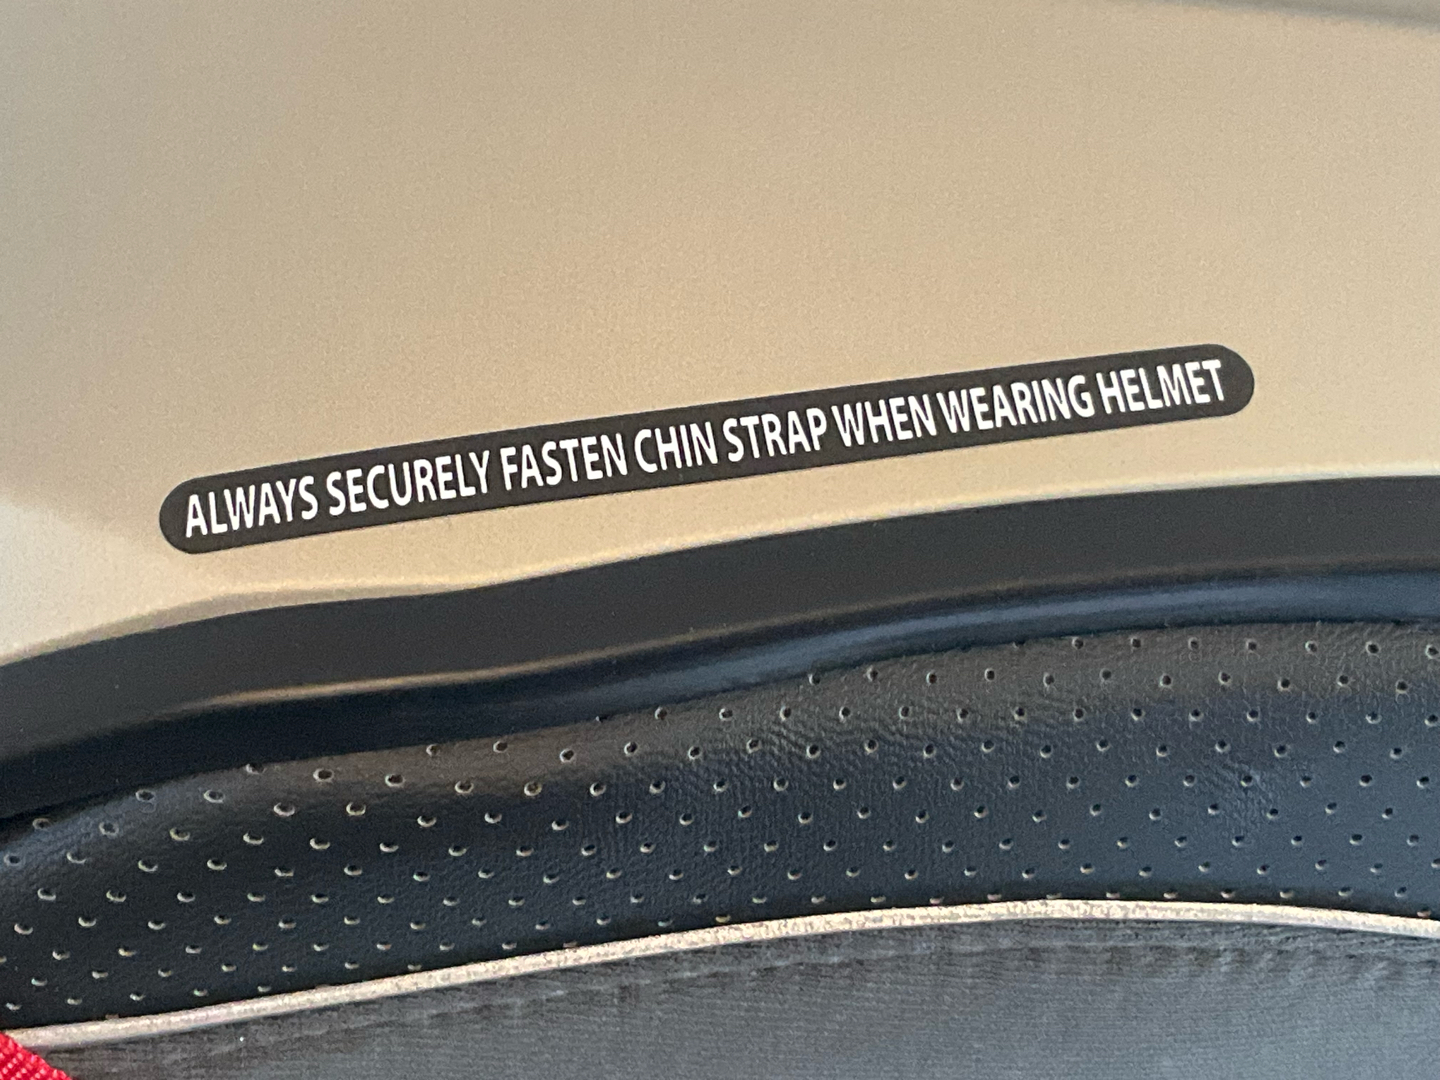 ALWAYS SECURELY FASTEN CHIN STRAP WHEN WEARING HELMET